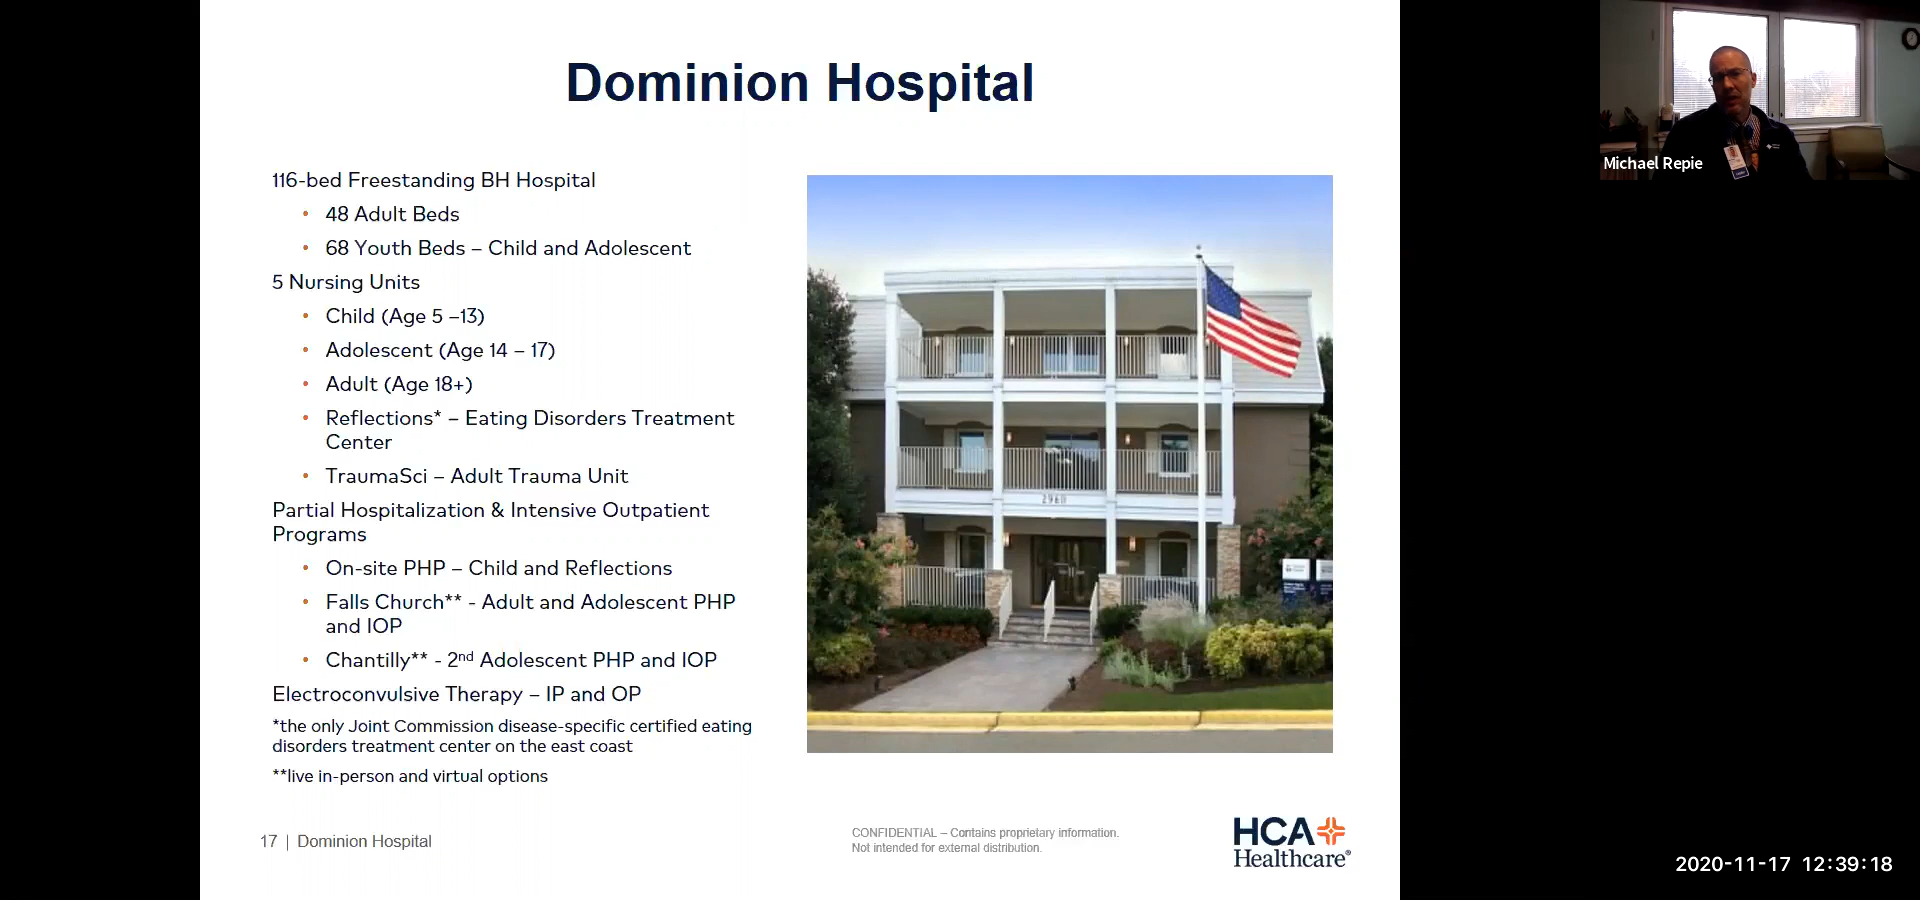 Dominion Hospital
116-bed Freestanding BH Hospital
• 48 Adult Beds
• 68 Youth Beds – Child and Adolescent
5 Nursing Units
• Child (Age 5 –13)
• Adolescent (Age 14 – 17)
• Adult (Age 18+)
• Reflections* – Eating Disorders Treatment
Center
• TraumaSci – Adult Trauma Unit
Partial Hospitalization & Intensive Outpatient
Programs
• On-site PHP – Child and Reflections
• Falls Church** - Adult and Adolescent PHP
and IOP
• Chantilly** - 2nd Adolescent PHP and IOP
Electroconvulsive Therapy – IP and OP
*the only Joint Commission disease-specific certified eating
disorders treatment center on the east coast
**live in-person and virtual options
17 | Dominion Hospital
CONFIDENTIAL – Contains proprietary information.
Not intended for external distribution.
HCA
Healthcare®
Michael Repie
2020-11-17 12:39:18